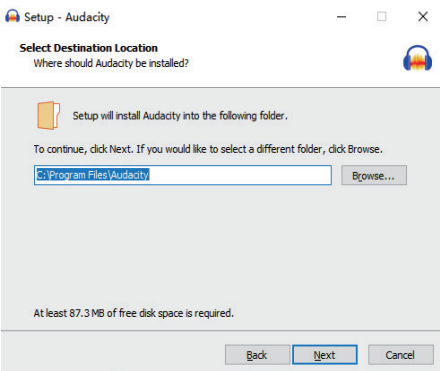 Setup - Audacity
Select Destination Location
Where should Audacity be installed?
Setup will install Audacity into the following folder.
To continue, click Next. If you would like to select a different folder, click Browse.
C:\Program Files\Audacity
Browse...
At least 87.3 MB of free disk space is required.
Back Next Cancel